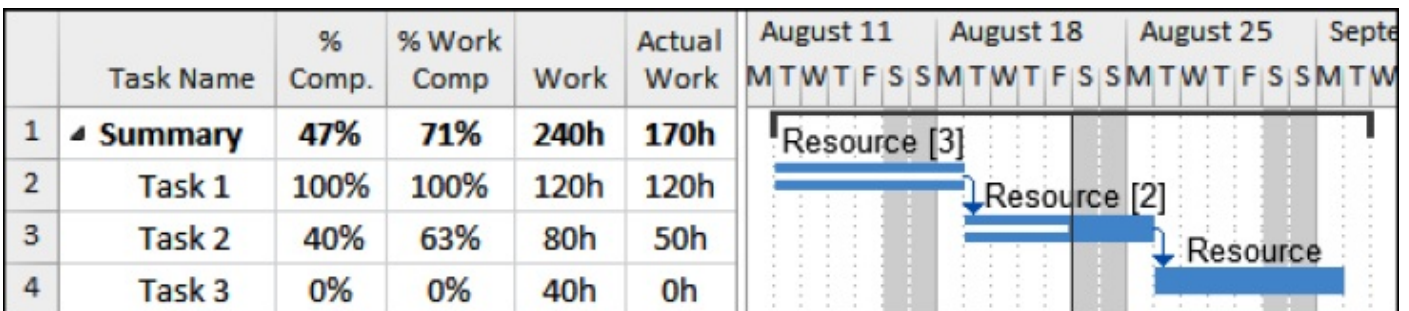 August 11 August 18 August 25 Septe
Task Name % Comp. % Work Comp Work Actual Work M T W T F S S M T W T F S S M T W T F S S M T W
1 Summary 47% 71% 240h 170h
Resource [3]
2 Task 1 100% 100% 120h 120h
Resource [2]
3 Task 2 40% 63% 80h 50h
Resource
4 Task 3 0% 0% 40h 0h